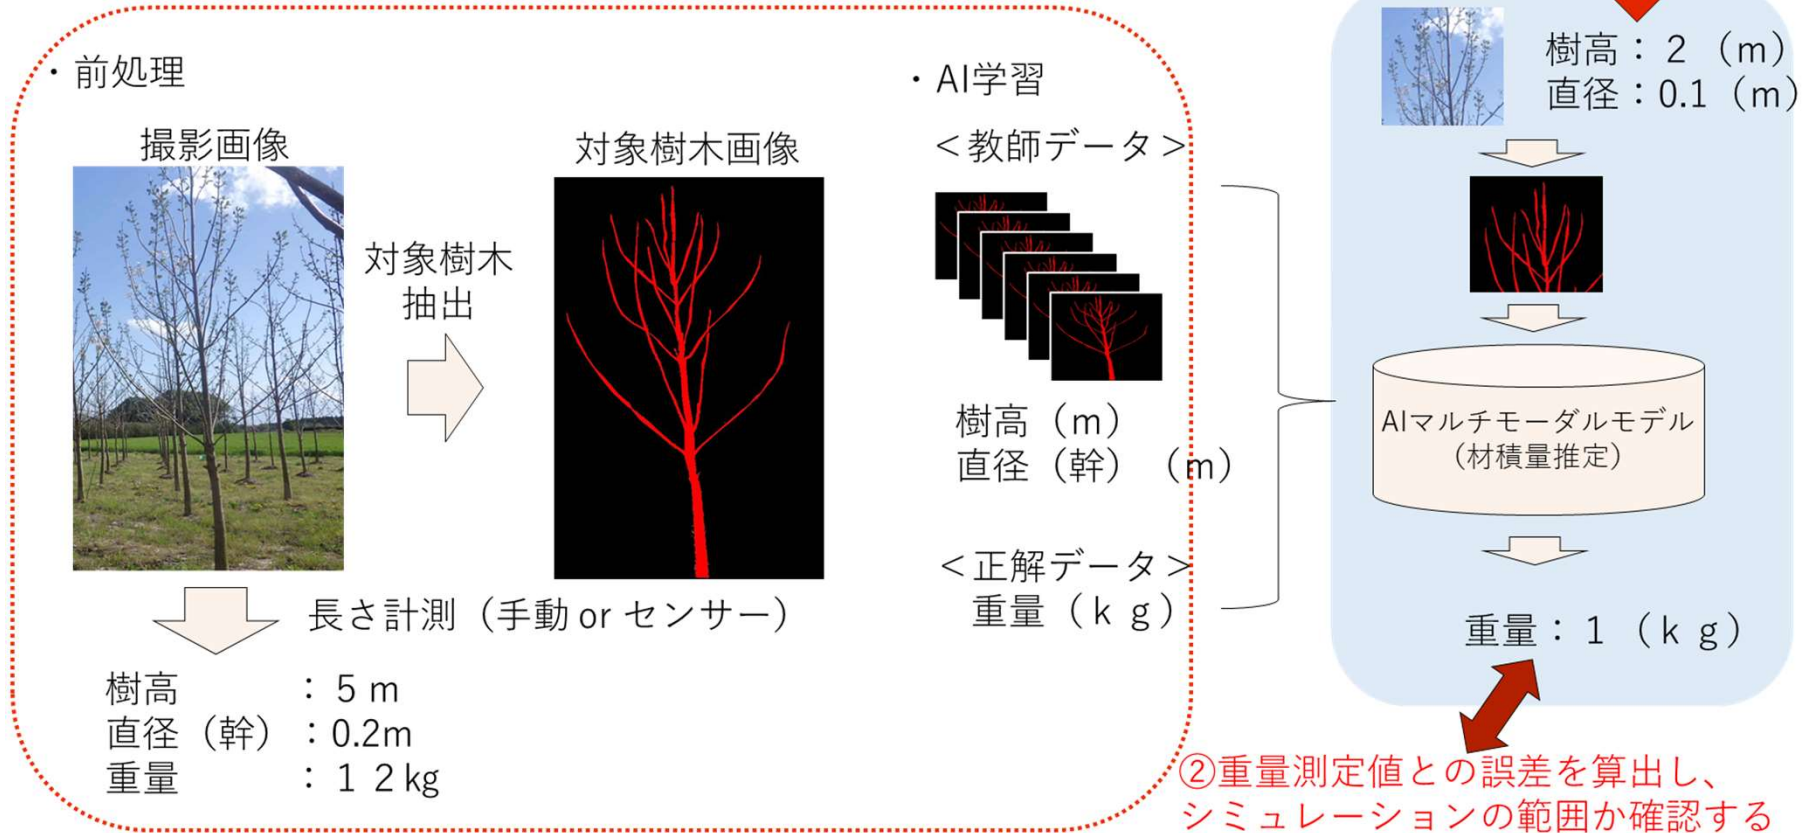 ・前処理
撮影画像
対象樹木
抽出
対象樹木画像
長さ計測（手動 or センサー）
樹高　　　：５ｍ
直径（幹）：0.2m
重量　　　：１２kg
・AI学習
＜教師データ＞
樹高（ｍ）
直径（幹）（ｍ）
＜正解データ＞
重量（ｋｇ）
樹高：２（ｍ）
直径：0.1（ｍ）
AIマルチモーダルモデル
（材積量推定）
重量：１（ｋｇ）
②重量測定値との誤差を算出し、
シミュレーションの範囲か確認する